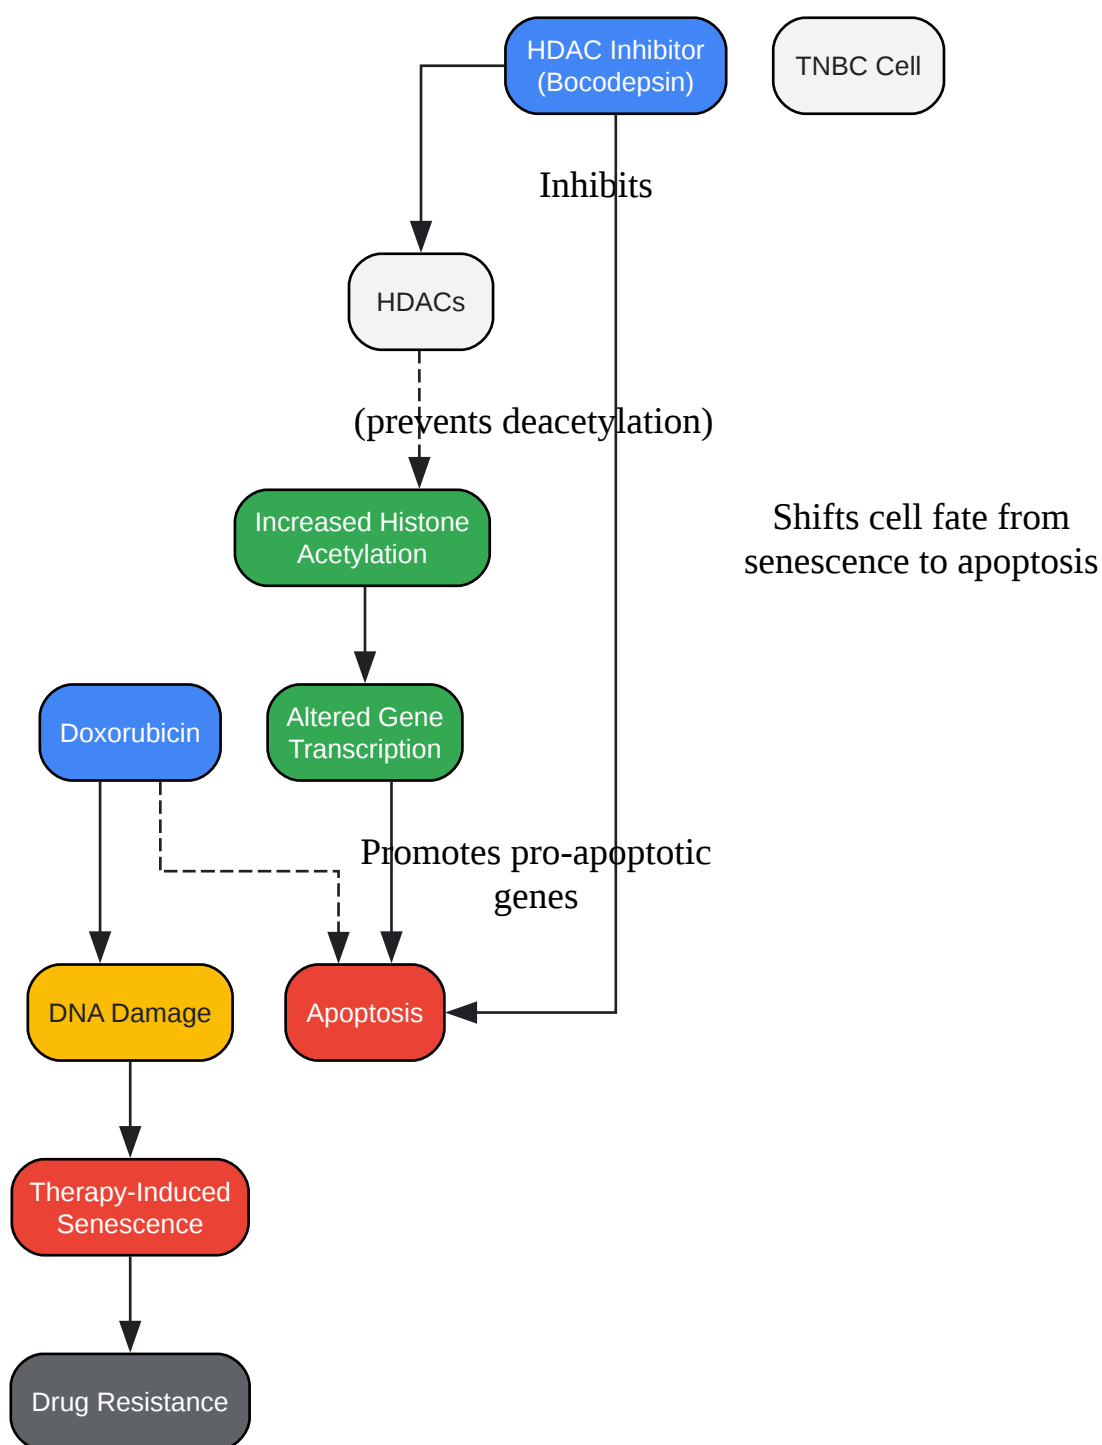 HDAC Inhibitor
(Bocodepsin)
TNBC Cell
Inhibits
HDACs
(prevents deacetylation)
Increased Histone
Acetylation
Shifts cell fate from
senescence to apoptosis
Doxorubicin
Altered Gene
Transcription
Promotes pro-apoptotic
genes
DNA Damage
Apoptosis
Therapy-Induced
Senescence
Drug Resistance